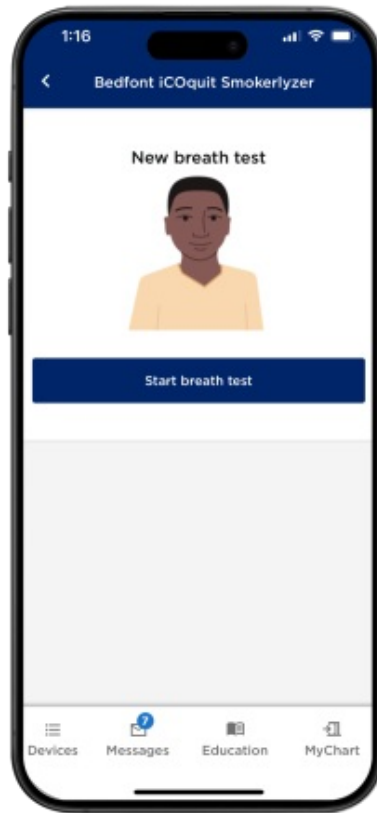 1:16
Bedfont iCOquit Smokerlyzer
New breath test
Start breath test
7
Devices Messages Education MyChart